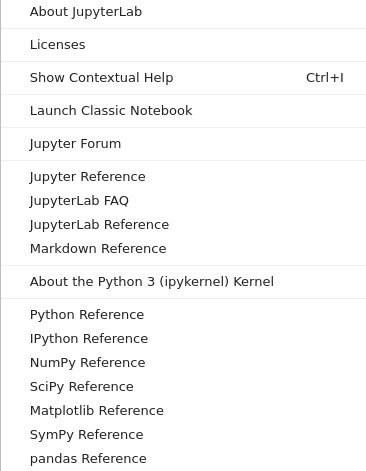 About JupyterLab
Licenses
Show Contextual Help Ctrl+I
Launch Classic Notebook
Jupyter Forum
Jupyter Reference
JupyterLab FAQ
JupyterLab Reference
Markdown Reference
About the Python 3 (ipykernel) Kernel
Python Reference
IPython Reference
NumPy Reference
SciPy Reference
Matplotlib Reference
SymPy Reference
pandas Reference